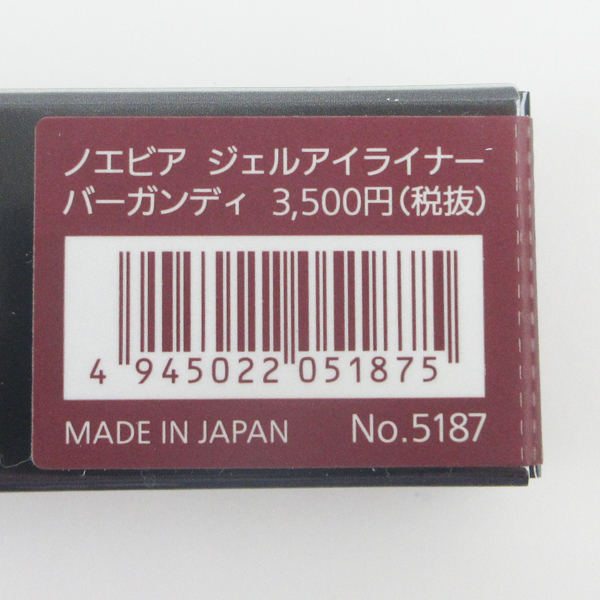 ノエビア ジェルアイライナー
バーガンディ 3,500円(税抜)
4 945022 051875
MADE IN JAPAN No.5187